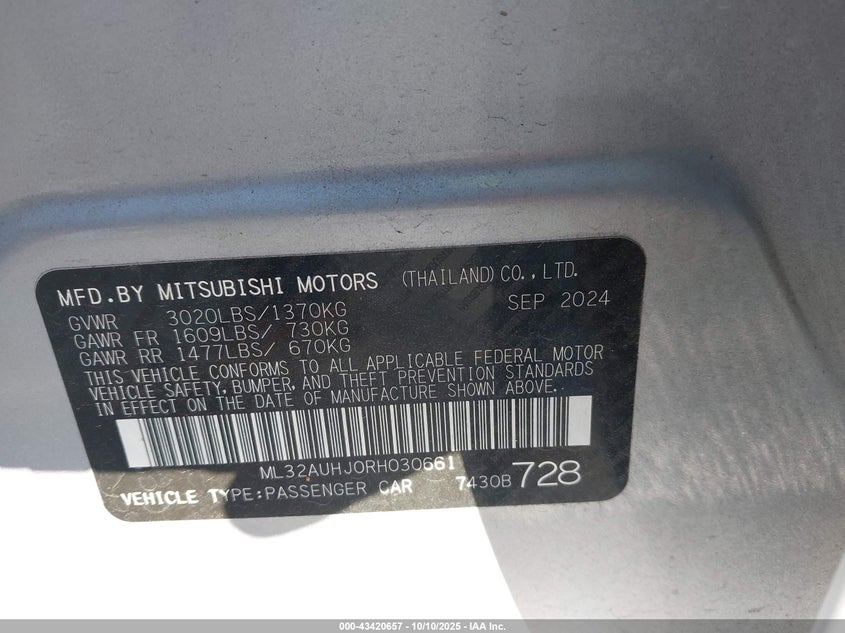 MFD.BY MITSUBISHI MOTORS (THAILAND) CO., LTD.
GVWR 3020LBS/1370KG SEP 2024
GAWR FR 1609LBS/ 730KG
GAWR RR 1477LBS/ 670KG
THIS VEHICLE CONFORMS TO ALL APPLICABLE FEDERAL MOTOR
VEHICLE SAFETY, BUMPER, AND THEFT PREVENTION STANDARDS
IN EFFECT ON THE DATE OF MANUFACTURE SHOWN ABOVE.
ML32AUHJ0RH030661
VEHICLE TYPE:PASSENGER CAR 7430B 728
000-43420657 - 10/10/2025 - IAA Inc.